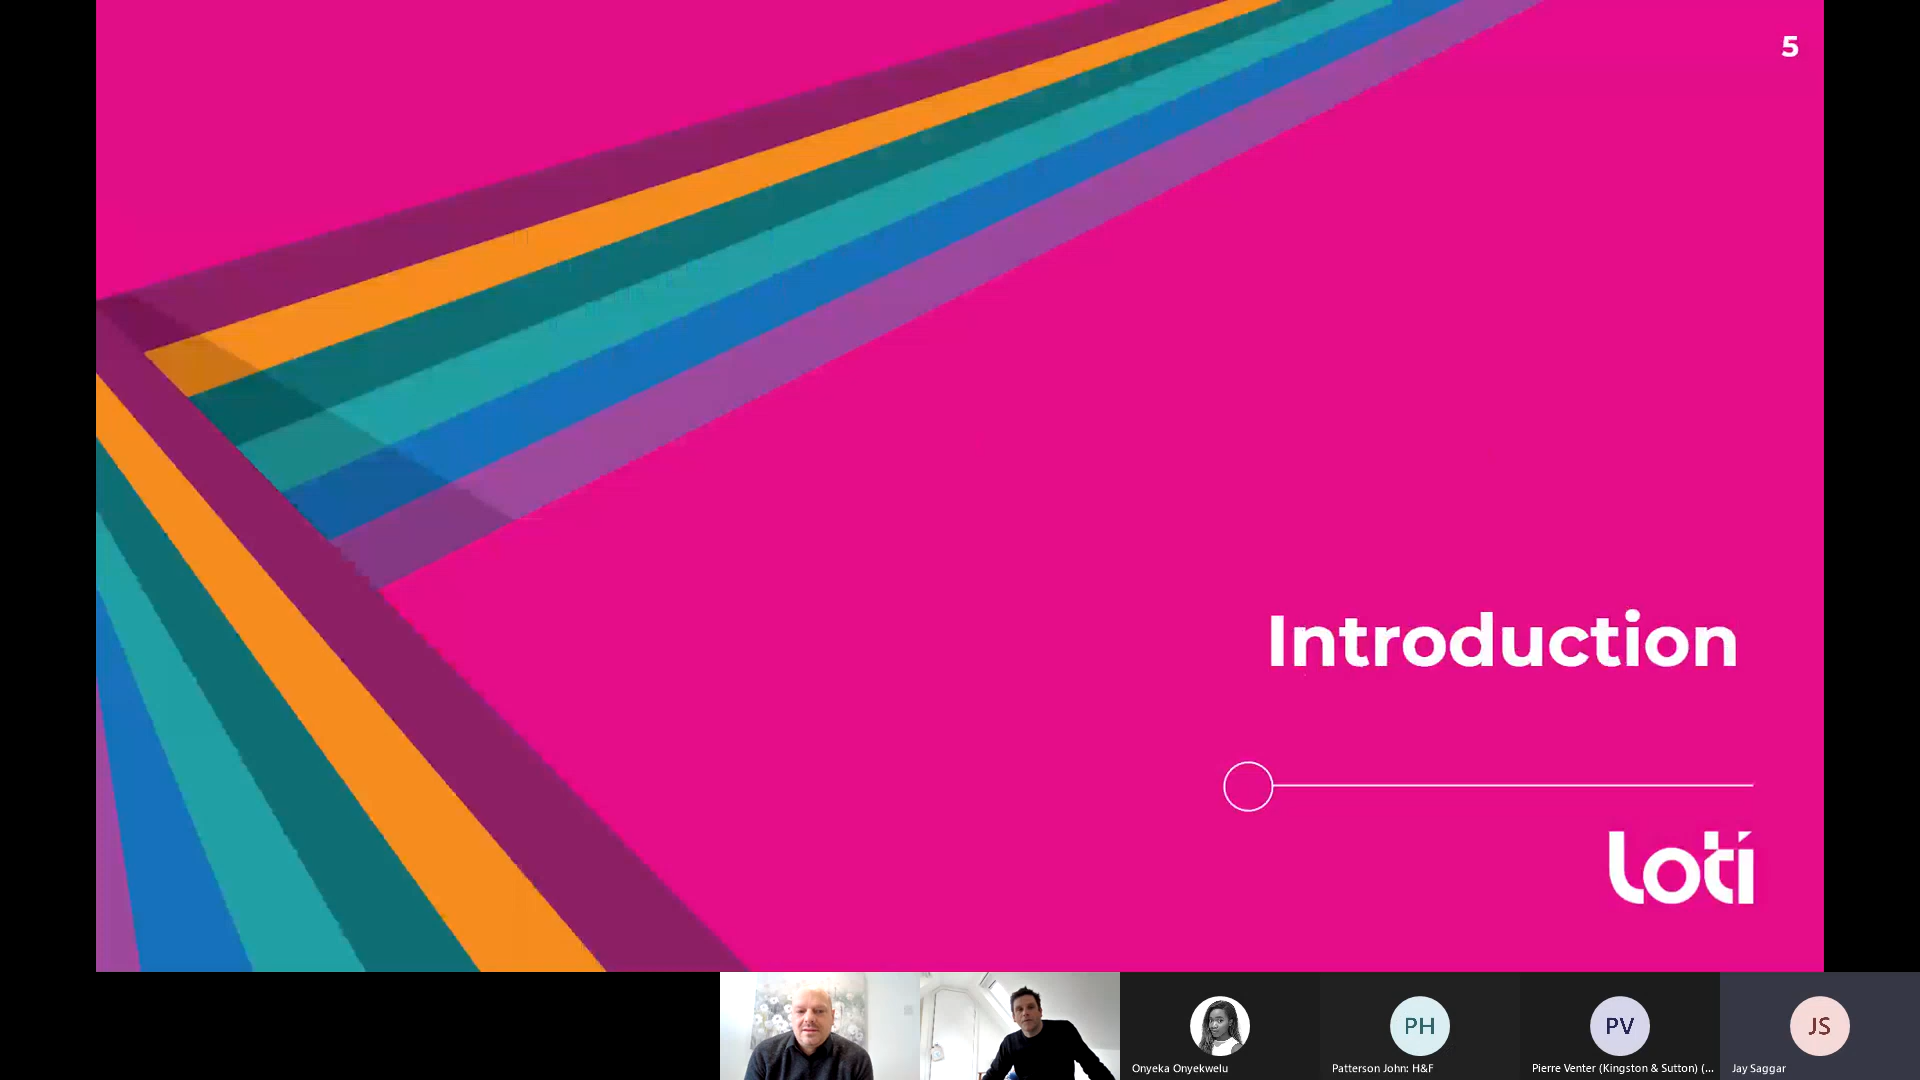 5
Introduction
loti
PH
PV
JS
Onyeka Onyekwelu
Patterson John: H&F
Pierre Venter (Kingston & Sutton) (...
Jay Saggar